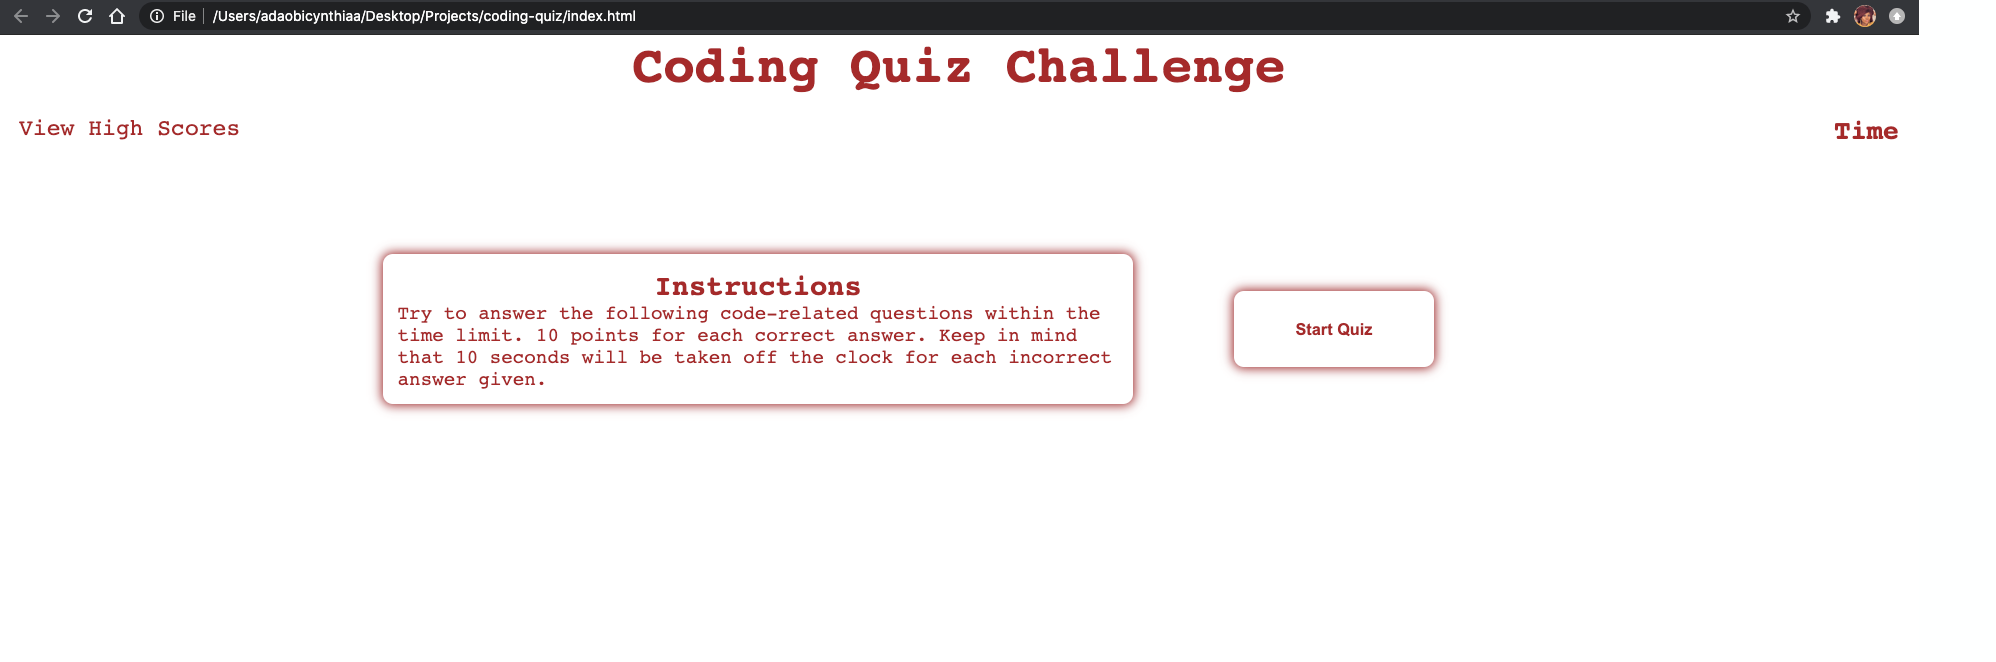 File /Users/adaobicynthiaa/Desktop/Projects/coding-quiz/index.html
Coding Quiz Challenge
View High Scores
Time
Instructions
Try to answer the following code-related questions within the
time limit. 10 points for each correct answer. Keep in mind
that 10 seconds will be taken off the clock for each incorrect
answer given.
Start Quiz